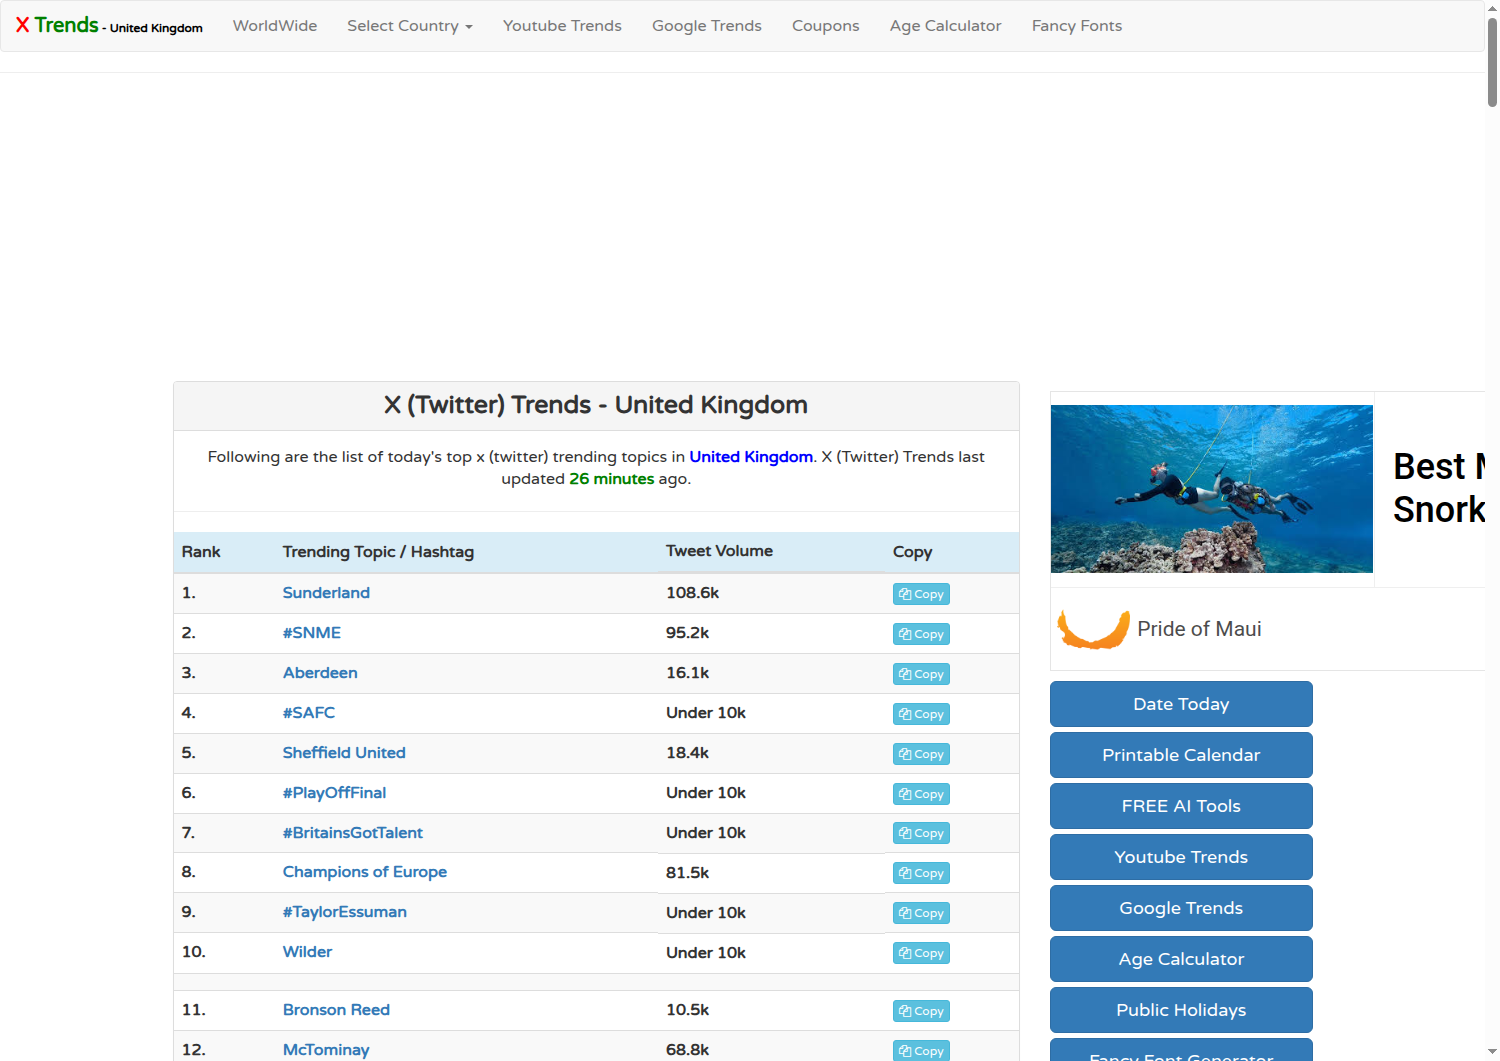 X Trends - United Kingdom WorldWide Select Country Youtube Trends Google Trends Coupons Age Calculator Fancy Fonts
X (Twitter) Trends - United Kingdom
Following are the list of today's top x (twitter) trending topics in United Kingdom. X (Twitter) Trends last
updated 26 minutes ago.
Rank Trending Topic / Hashtag Tweet Volume Copy
1. Sunderland 108.6k Copy
2. #SNME 95.2k Copy
3. Aberdeen 16.1k Copy
4. #SAFC Under 10k Copy
5. Sheffield United 18.4k Copy
6. #PlayOffFinal Under 10k Copy
7. #BritainsGotTalent Under 10k Copy
8. Champions of Europe 81.5k Copy
9. #TaylorEssuman Under 10k Copy
10. Wilder Under 10k Copy
11. Bronson Reed 10.5k Copy
12. McTominay 68.8k Copy
Best
Snork
Pride of Maui
Date Today
Printable Calendar
FREE AI Tools
Youtube Trends
Google Trends
Age Calculator
Public Holidays
Fancy Font Generator